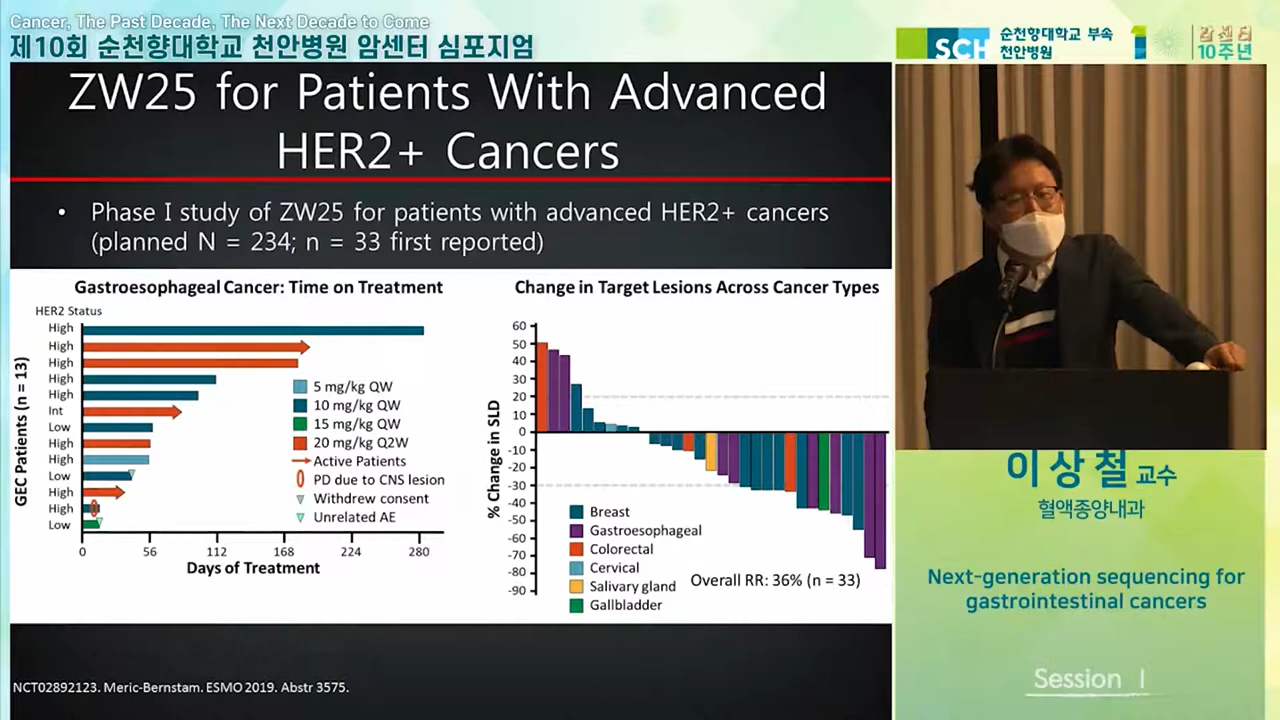 Cancer, The Past Decade, The Next Decade to Come
제10회 순천향대학교 천안병원 암센터 심포지엄
SCH
순천향대학교 부속
천안병원
암센터
10주년
ZW25 for Patients With Advanced
HER2+ Cancers
• Phase I study of ZW25 for patients with advanced HER2+ cancers
(planned N = 234; n = 33 first reported)
Gastroesophageal Cancer: Time on Treatment
HER2 Status
GEC Patients (n = 13)
High
High
High
High
High
Int
Low
High
High
Low
High
High
Low
5 mg/kg QW
10 mg/kg QW
15 mg/kg QW
20 mg/kg Q2W
Active Patients
PD due to CNS lesion
Withdrew consent
Unrelated AE
0 56 112 168 224 280
Days of Treatment
Change in Target Lesions Across Cancer Types
% Change in SLD
60
50
40
30
20
10
0
-10
-20
-30
-40
-50
-60
-70
-80
-90
Breast
Gastroesophageal
Colorectal
Cervical
Salivary gland
Gallbladder
Overall RR: 36% (n = 33)
NCT02892123. Meric-Bernstam. ESMO 2019. Abstr 3575.
이상철 교수
혈액종양내과
Next-generation sequencing for
gastrointestinal cancers
Session I